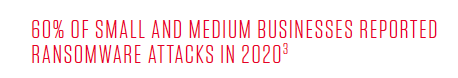 60% OF SMALL AND MEDIUM BUSINESSES REPORTED
RANSOMWARE ATTACKS IN 2020³